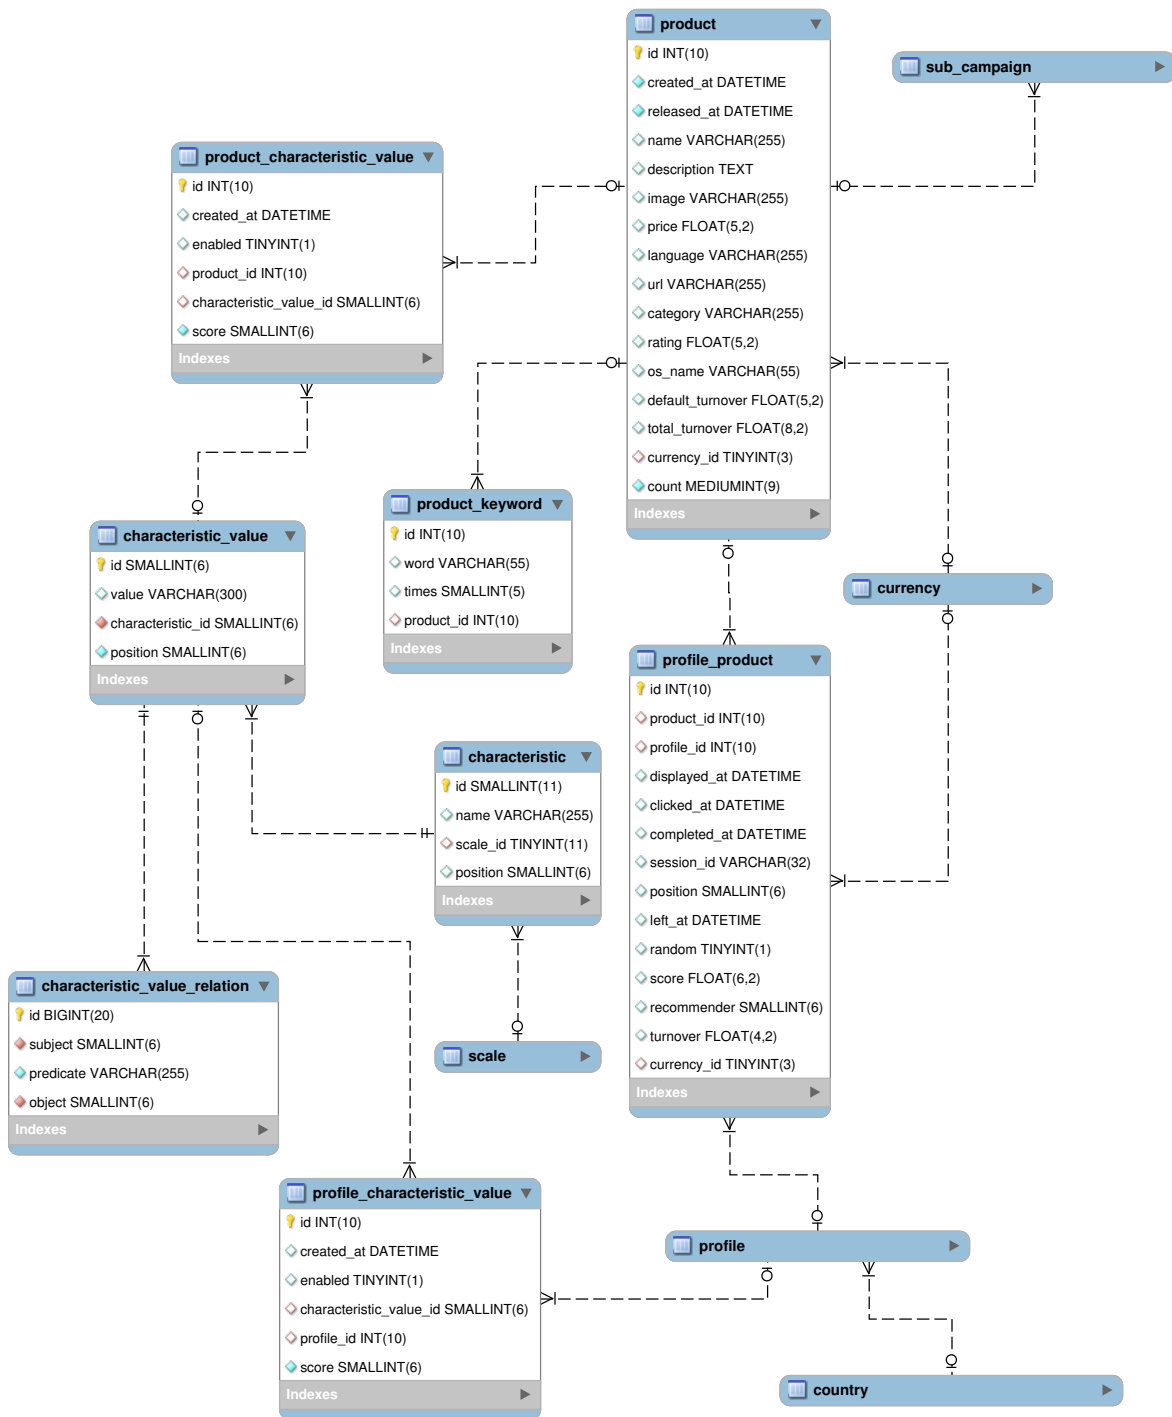 product
id INT(10)
created_at DATETIME
released_at DATETIME
name VARCHAR(255)
description TEXT
image VARCHAR(255)
price FLOAT(5,2)
language VARCHAR(255)
url VARCHAR(255)
category VARCHAR(255)
rating FLOAT(5,2)
os_name VARCHAR(55)
default_turnover FLOAT(5,2)
total_turnover FLOAT(8,2)
currency_id TINYINT(3)
count MEDIUMINT(9)
Indexes
sub_campaign
product_characteristic_value
id INT(10)
created_at DATETIME
enabled TINYINT(1)
product_id INT(10)
characteristic_value_id SMALLINT(6)
score SMALLINT(6)
Indexes
product_keyword
id INT(10)
word VARCHAR(55)
times SMALLINT(5)
product_id INT(10)
Indexes
characteristic_value
id SMALLINT(6)
value VARCHAR(300)
characteristic_id SMALLINT(6)
position SMALLINT(6)
Indexes
currency
profile_product
id INT(10)
product_id INT(10)
profile_id INT(10)
displayed_at DATETIME
clicked_at DATETIME
completed_at DATETIME
session_id VARCHAR(32)
position SMALLINT(6)
left_at DATETIME
random TINYINT(1)
score FLOAT(6,2)
recommender SMALLINT(6)
turnover FLOAT(4,2)
currency_id TINYINT(3)
Indexes
characteristic
id SMALLINT(11)
name VARCHAR(255)
scale_id TINYINT(11)
position SMALLINT(6)
Indexes
characteristic_value_relation
id BIGINT(20)
subject SMALLINT(6)
predicate VARCHAR(255)
object SMALLINT(6)
Indexes
scale
profile_characteristic_value
id INT(10)
created_at DATETIME
enabled TINYINT(1)
characteristic_value_id SMALLINT(6)
profile_id INT(10)
score SMALLINT(6)
Indexes
profile
country